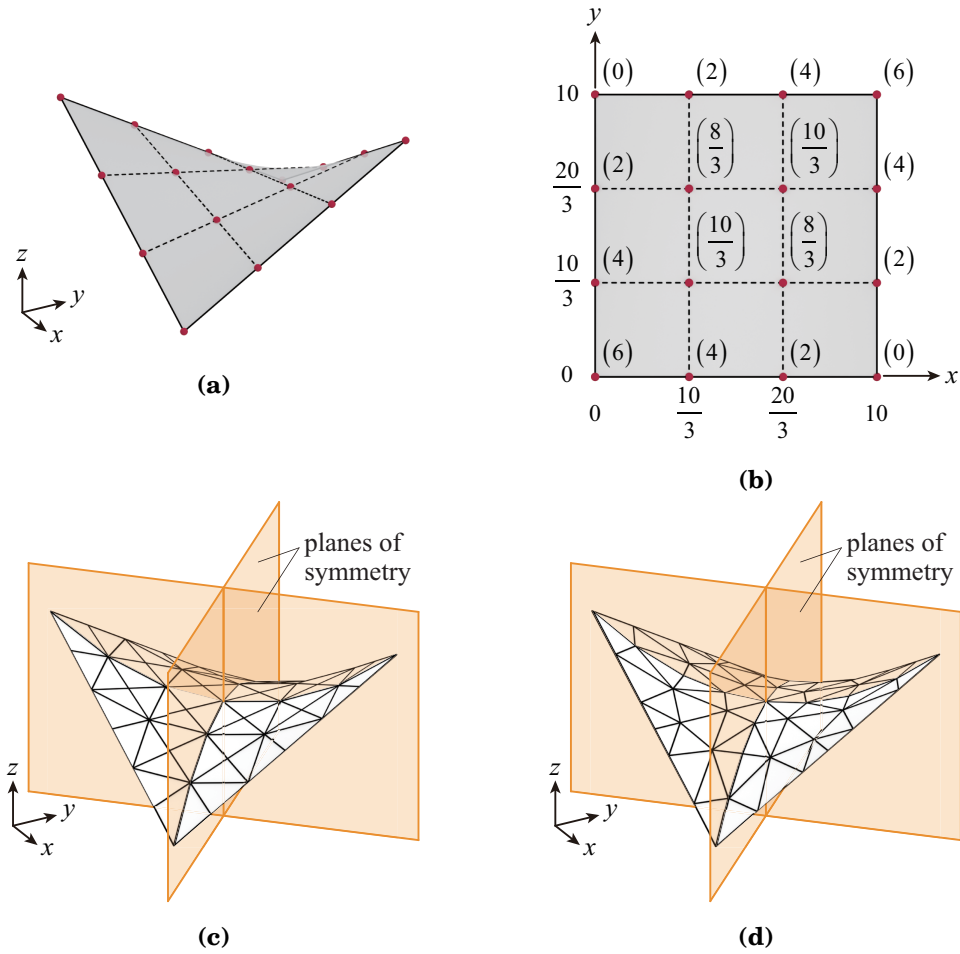 z
y
x
(a)
y
(0) (2) (4) (6)
10
(8/3) (10/3)
20/3 (2) (4)
(10/3) (8/3)
10/3 (4) (2)
(6) (4) (2) (0)
0 x
0 10/3 20/3 10
(b)
planes of
symmetry
z
y
x
(c)
planes of
symmetry
z
y
x
(d)